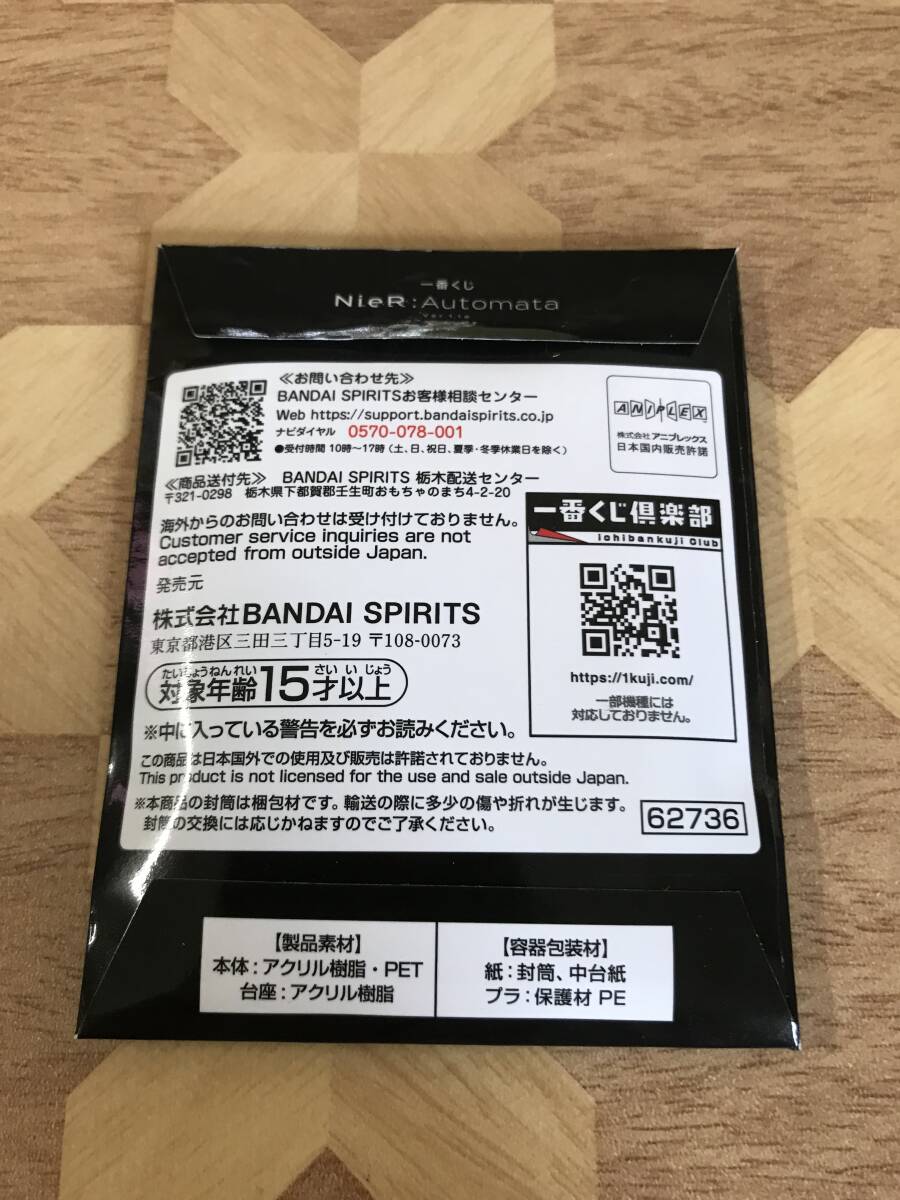 一番くじ
NieR:Automata
Ver1.1a
≪お問い合わせ先≫
BANDAI SPIRITSお客様相談センター
Web https://support.bandaispirits.co.jp
ナビダイヤル 0570-078-001
●受付時間 10時～17時（土、日、祝日、夏季・冬季休業日を除く）
ANIPLEX
株式会社 アニプレックス
日本国内販売許諾
≪商品送付先≫ BANDAI SPIRITS 栃木配送センター
〒321-0298 栃木県下都賀郡壬生町おもちゃのまち4-2-20
海外からのお問い合わせは受け付けておりません。
Customer service inquiries are not
accepted from outside Japan.
発売元
株式会社BANDAI SPIRITS
東京都港区三田三丁目5-19 〒108-0073
たいしょうねんれい さい いじょう
対象年齢15才以上
一番くじ倶楽部
ichibankuji Club
https://1kuji.com/
一部機種には
対応しておりません。
※中に入っている警告を必ずお読みください。
この商品は日本国外での使用及び販売は許諾されておりません。
This product is not licensed for the use and sale outside Japan.
※本商品の封筒は梱包材です。輸送の際に多少の傷や折れが生じます。
封筒の交換には応じかねますのでご了承ください。
62736
【製品素材】
本体：アクリル樹脂・PET
台座：アクリル樹脂
【容器包装材】
紙：封筒、中台紙
プラ：保護材 PE